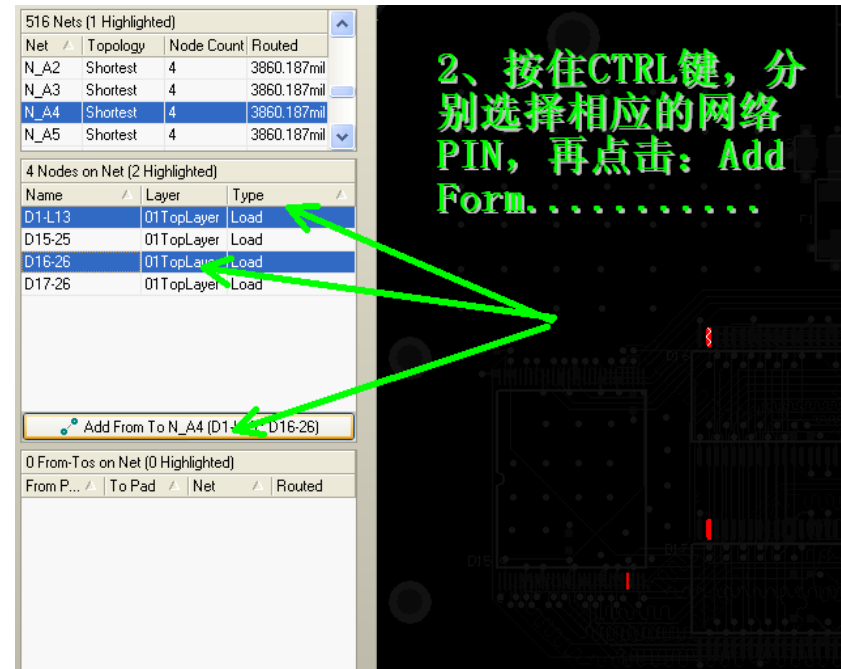 516 Nets (1 Highlighted)
Net Topology Node Count Routed
N_A2 Shortest 4 3860.187mil
N_A3 Shortest 4 3860.187mil
N_A4 Shortest 4 3860.187mil
N_A5 Shortest 4 3860.187mil
2、按住CTRL键，分
别选择相应的网络
PIN，再点击：Add
Form...........
4 Nodes on Net (2 Highlighted)
Name Layer Type
D1-L13 01TopLayer Load
D15-25 01TopLayer Load
D16-26 01TopLayer Load
D17-26 01TopLayer Load
Add From To N_A4 (D1- D16-26)
0 From-Tos on Net (0 Highlighted)
From P... To Pad Net Routed
D15
D17